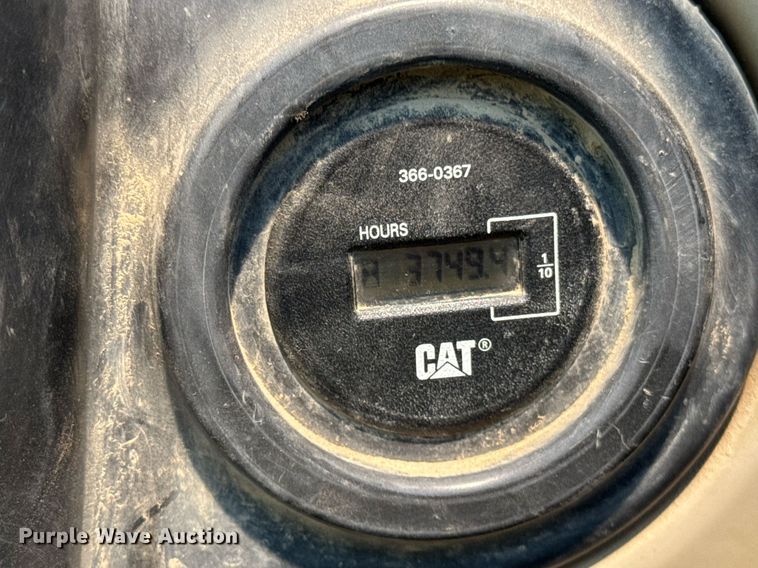 366-0367
HOURS
A 3749.4
1/10
CAT®
Purple Wave Auction